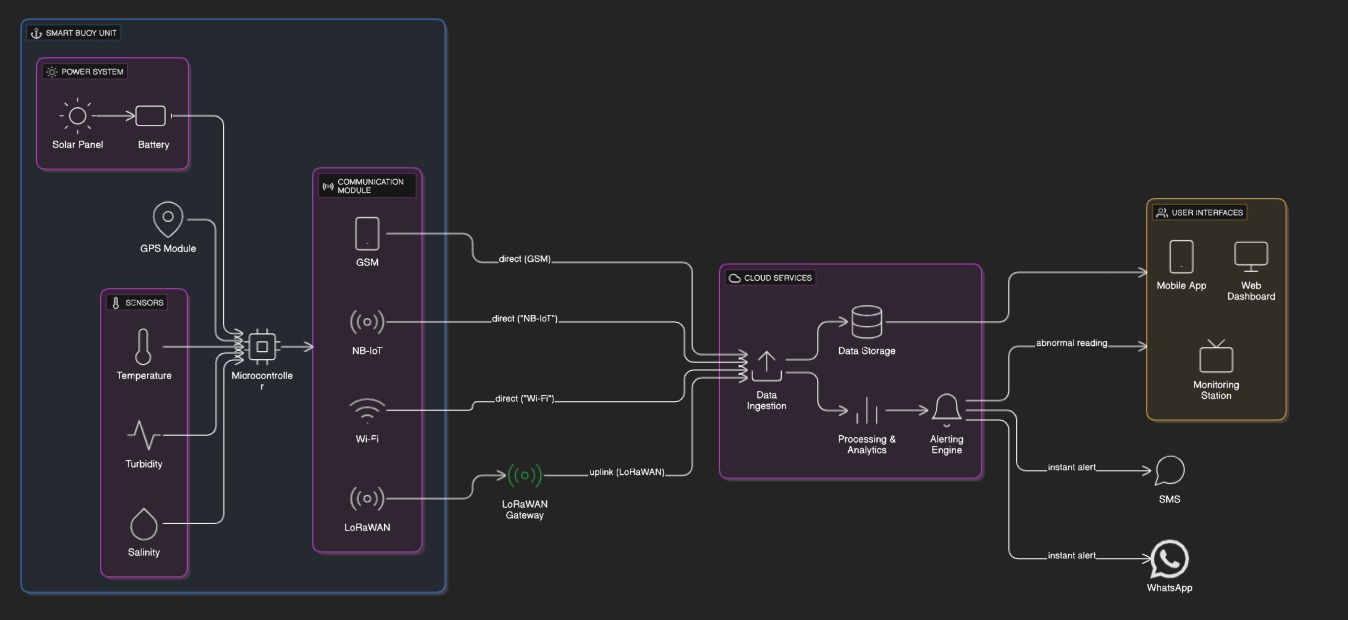 SMART BUOY UNIT
POWER SYSTEM
Solar Panel
Battery
GPS Module
SENSORS
Temperature
Turbidity
Salinity
Microcontrolle
r
COMMUNICATION
MODULE
GSM
NB-IoT
Wi-Fi
LoRaWAN
direct (GSM)
direct ("NB-IoT")
direct ("Wi-Fi")
uplink (LoRaWAN)
LoRaWAN
Gateway
CLOUD SERVICES
Data Storage
Data
Ingestion
Processing &
Analytics
Alerting
Engine
abnormal reading
instant alert
instant alert
USER INTERFACES
Mobile App
Web
Dashboard
Monitoring
Station
SMS
WhatsApp